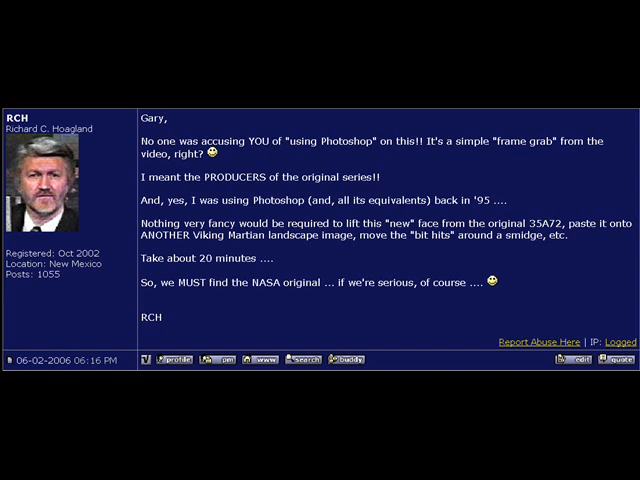 RCH
Richard C. Hoagland
Registered: Oct 2002
Location: New Mexico
Posts: 1055
Gary,
No one was accusing YOU of "using Photoshop" on this!! It's a simple "frame grab" from the
video, right?
I meant the PRODUCERS of the original series!!
And, yes, I was using Photoshop (and, all its equivalents) back in '95 ....
Nothing very fancy would be required to lift this "new" face from the original 35A72, paste it onto
ANOTHER Viking Martian landscape image, move the "bit hits" around a smidge, etc.
Take about 20 minutes ....
So, we MUST find the NASA original ... if we're serious, of course ....
RCH
Report Abuse Here | IP: Logged
06-02-2006 06:16 PM
V profile pm www search buddy edit quote